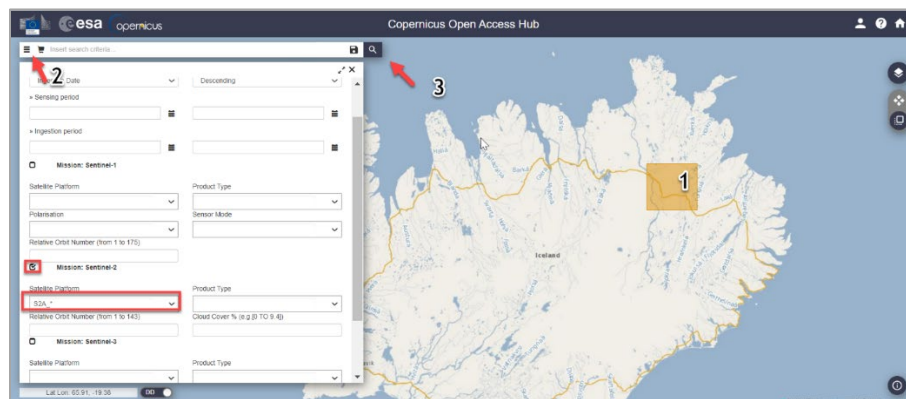 esa
opernicus
Copernicus Open Access Hub
Insert search criteria...
2
3
Date
Descending
» Sensing period
» Ingestion period
Mission: Sentinel-1
Satellite Platform
Product Type
Polarisation
Sensor Mode
Relative Orbit Number (from 1 to 175)
Mission: Sentinel-2
Satellite Platform
Product Type
S2A_*
Relative Orbit Number (from 1 to 143)
Cloud Cover % (e.g.[0 TO 9.4])
Mission: Sentinel-3
Satellite Platform
Product Type
1
Iceland
Lat Lon: 65.91, -19.36